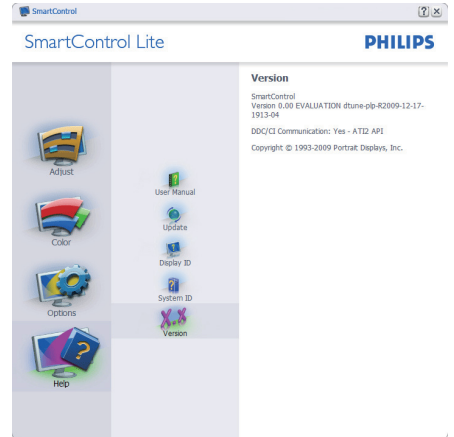 SmartControl
SmartControl Lite
PHILIPS
Adjust
Color
Options
Help
User Manual
Update
Display ID
System ID
X.X
Version
Version
SmartControl
Version 0.00 EVALUATION dtune-plp-R2009-12-17-
1913-04
DDC/CI Communication: Yes - ATI2 API
Copyright © 1993-2009 Portrait Displays, Inc.